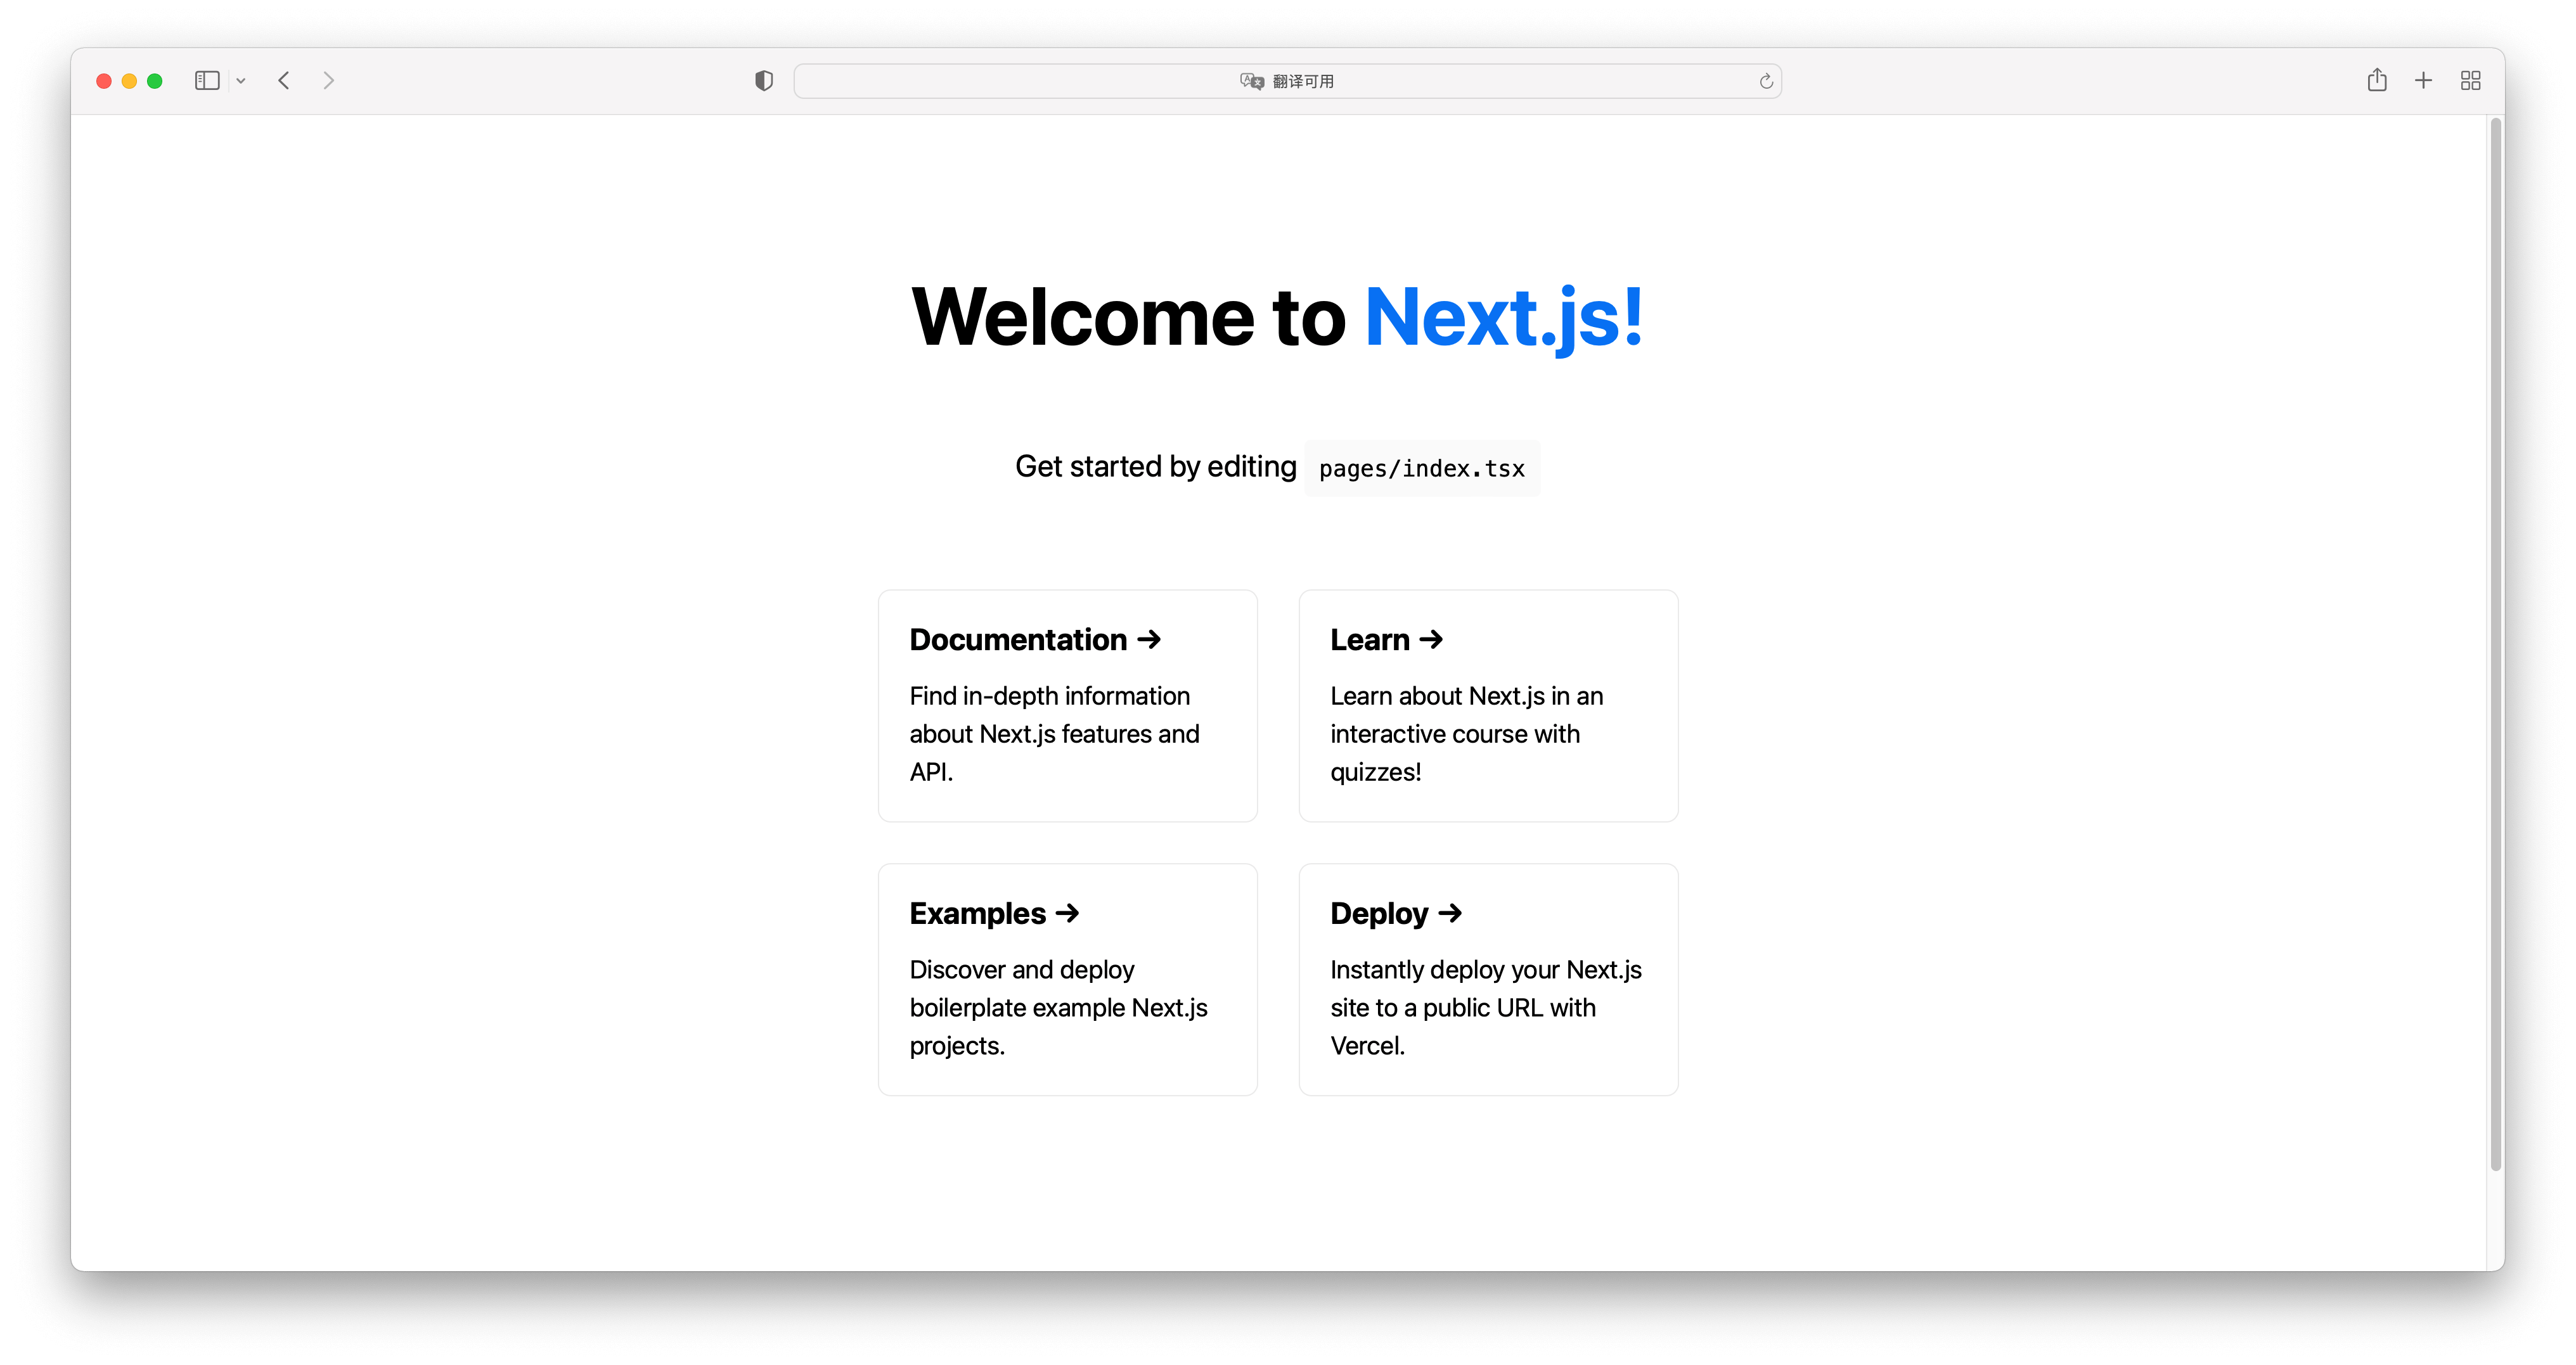 翻译可用
Welcome to Next.js!
Get started by editing pages/index.tsx
Documentation →
Find in-depth information
about Next.js features and
API.
Learn →
Learn about Next.js in an
interactive course with
quizzes!
Examples →
Discover and deploy
boilerplate example Next.js
projects.
Deploy →
Instantly deploy your Next.js
site to a public URL with
Vercel.